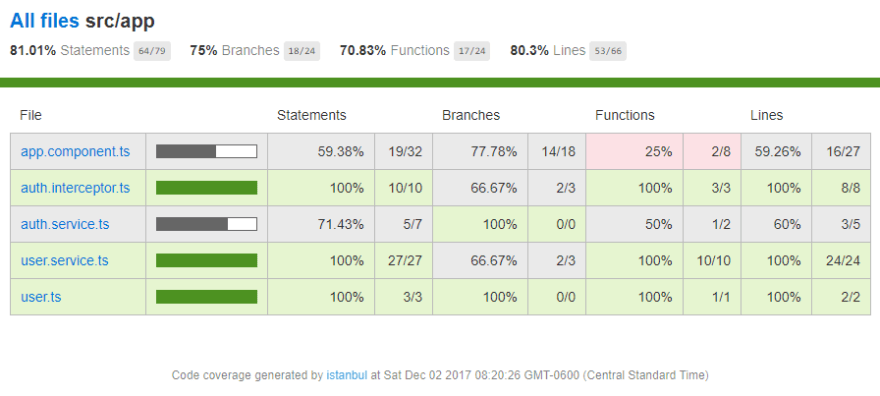 All files src/app
81.01% Statements 64/79 75% Branches 18/24 70.83% Functions 17/24 80.3% Lines 53/66
File Statements Branches Functions Lines
app.component.ts 59.38% 19/32 77.78% 14/18 25% 2/8 59.26% 16/27
auth.interceptor.ts 100% 10/10 66.67% 2/3 100% 3/3 100% 8/8
auth.service.ts 71.43% 5/7 100% 0/0 50% 1/2 60% 3/5
user.service.ts 100% 27/27 66.67% 2/3 100% 10/10 100% 24/24
user.ts 100% 3/3 100% 0/0 100% 1/1 100% 2/2
Code coverage generated by istanbul at Sat Dec 02 2017 08:20:26 GMT-0600 (Central Standard Time)